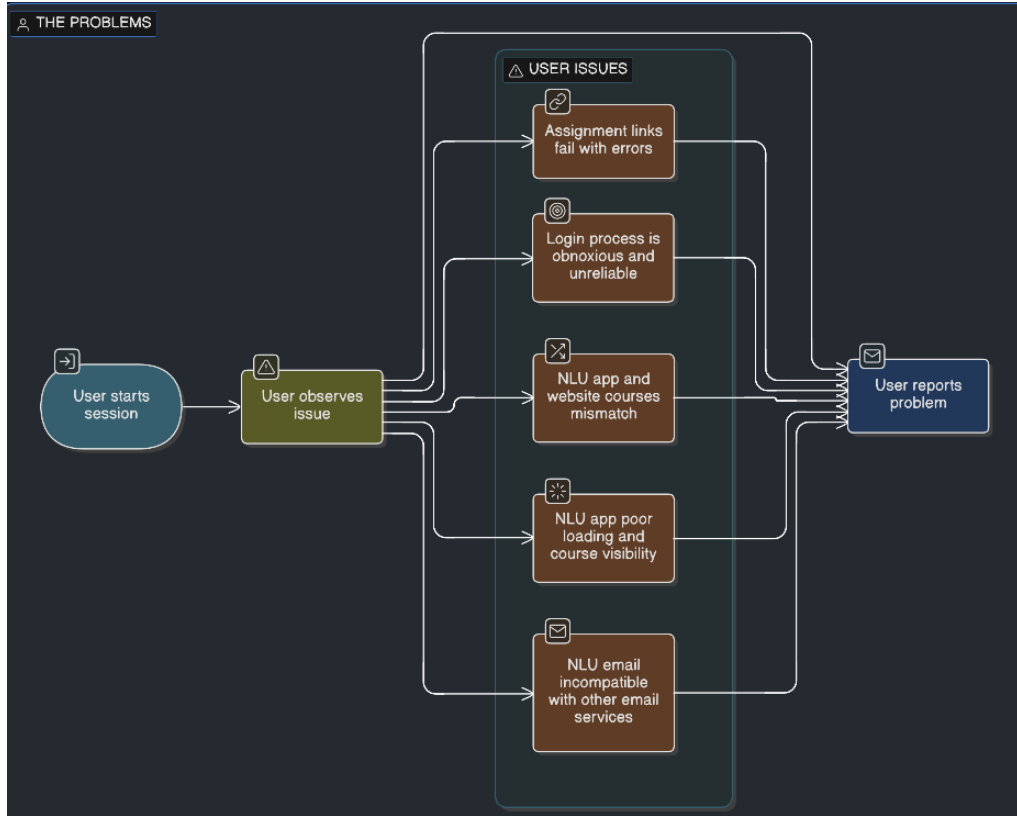 THE PROBLEMS
USER ISSUES
Assignment links
fail with errors
Login process is
obnoxious and
unreliable
User starts
session
User observes
issue
NLU app and
website courses
mismatch
User reports
problem
NLU app poor
loading and
course visibility
NLU email
incompatible
with other email
services